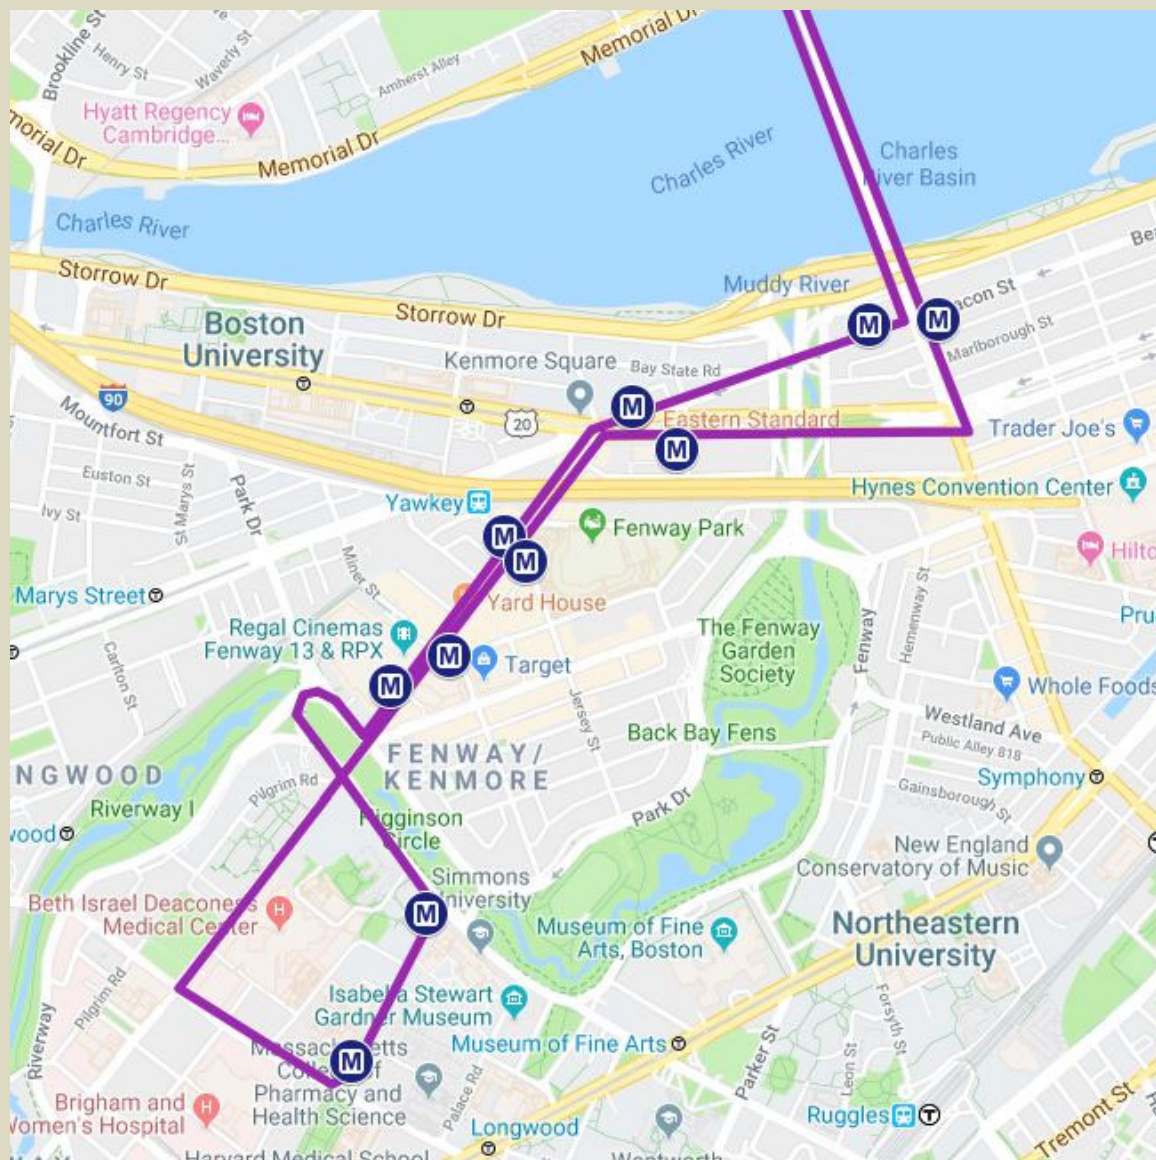 Brookline St
Henry St
Waverly St
Amherst Alley
Memorial Dr
Hyatt Regency
Cambridge...
morial Dr
Memorial Dr
Charles River
Charles
River Basin
Charles River
Storrow Dr
Muddy River
Storrow Dr
Boston
University
Kenmore Square
Bay State Rd
M
M
acon St
Marlborough St
90
20
M
Eastern Standard
Trader Joe's
Mountfort St
M
Euston St
St Marys St
Park Dr
Hynes Convention Center
Ivy St
Yawkey
M
Fenway Park
Minet St
M
Hilto
Marys Street
Yard House
Hemenway St
Fenway
Regal Cinemas
Fenway 13 & RPX
The Fenway
Garden
Society
Carlton St
M
Target
M
Jersey St
Whole Foods
Westland Ave
Public Alley 818
Back Bay Fens
FENWAY/
KENMORE
NGWOOD
Pilgrim Rd
Symphony
Riverway I
Gainsborough St
Park Dr
Higginson
Circle
wood
New England
Conservatory of Music
Simmons
University
Beth Israel Deaconess
Medical Center
M
Museum of Fine
Arts, Boston
Northeastern
University
Pilgrim Rd
Isabella Stewart
Gardner Museum
Forsyth St
Riverway
Museum of Fine Arts
M
Massachusetts
College of
Pharmacy and
Health Science
Parker St
Leon St
Palace Rd
Brigham and
Women's Hospital
Ruggles
Longwood
Tremont St
Harvard Medical School
Wentworth